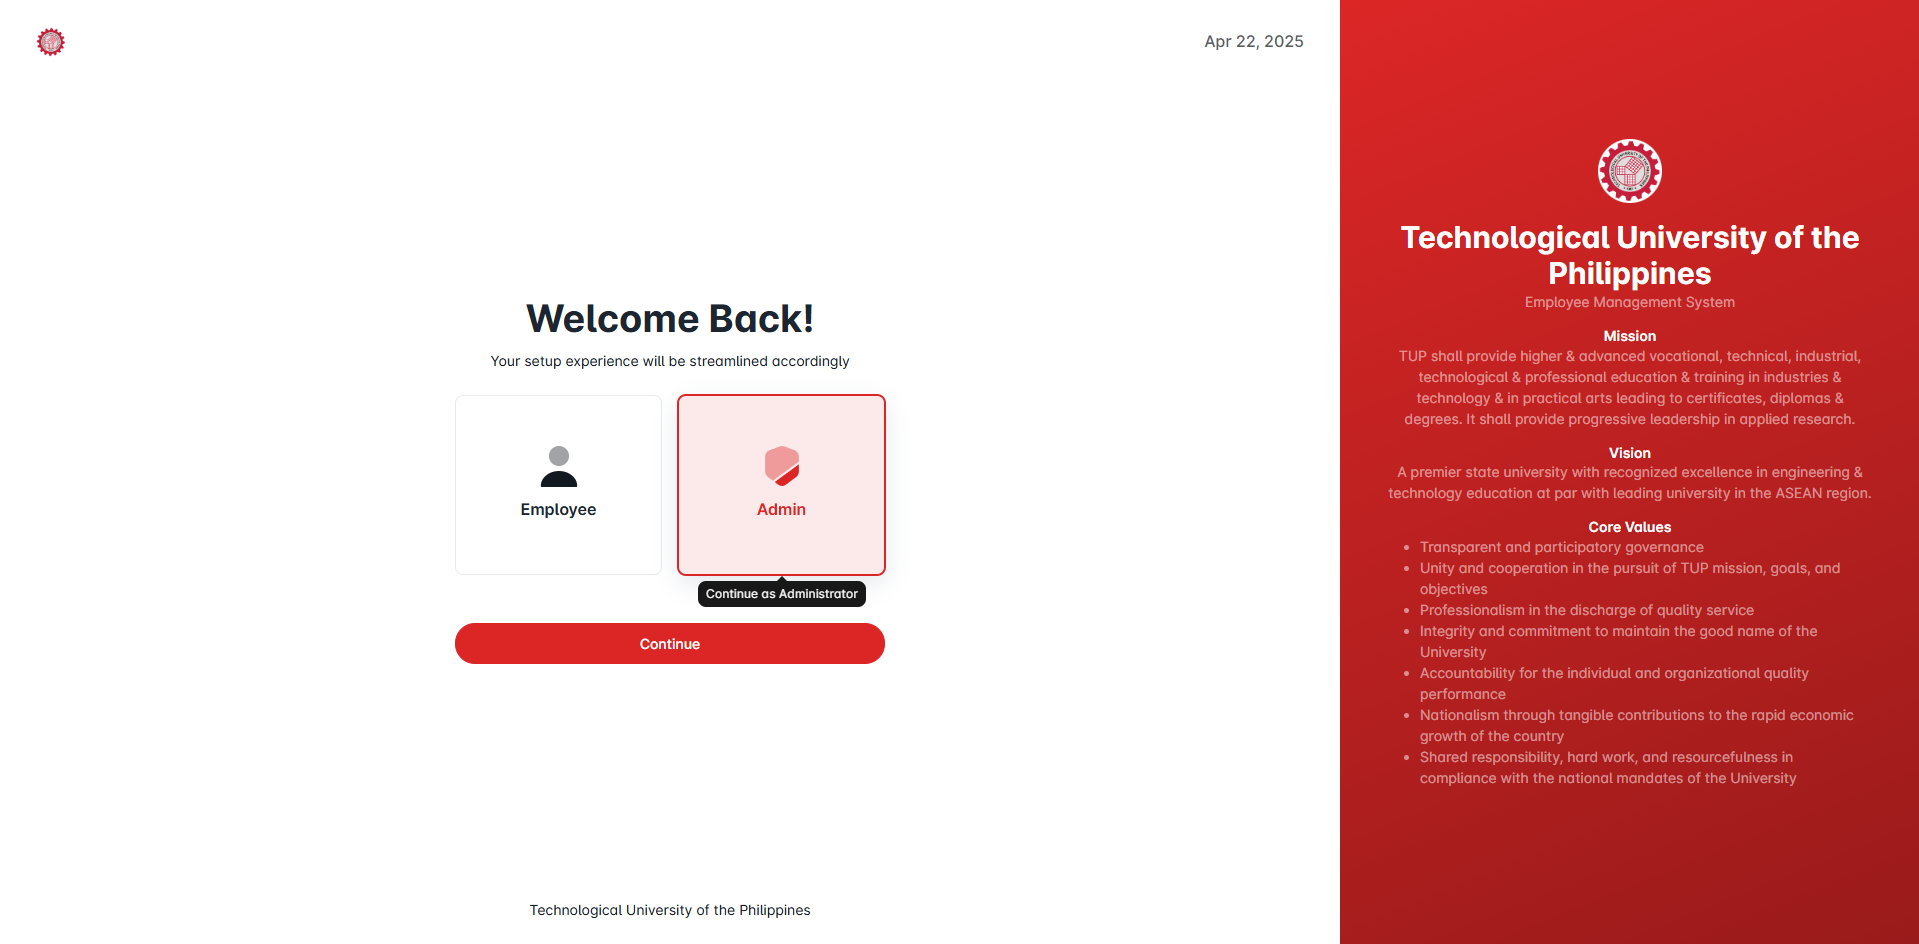 Apr 22, 2025
Welcome Back!
Your setup experience will be streamlined accordingly
Employee
Admin
Continue as Administrator
Continue
Technological University of the Philippines
Technological University of the
Philippines
Employee Management System
Mission
TUP shall provide higher & advanced vocational, technical, industrial,
technological & professional education & training in industries &
technology & in practical arts leading to certificates, diplomas &
degrees. It shall provide progressive leadership in applied research.
Vision
A premier state university with recognized excellence in engineering &
technology education at par with leading university in the ASEAN region.
Core Values
• Transparent and participatory governance
• Unity and cooperation in the pursuit of TUP mission, goals, and
objectives
• Professionalism in the discharge of quality service
• Integrity and commitment to maintain the good name of the
University
• Accountability for the individual and organizational quality
performance
• Nationalism through tangible contributions to the rapid economic
growth of the country
• Shared responsibility, hard work, and resourcefulness in
compliance with the national mandates of the University